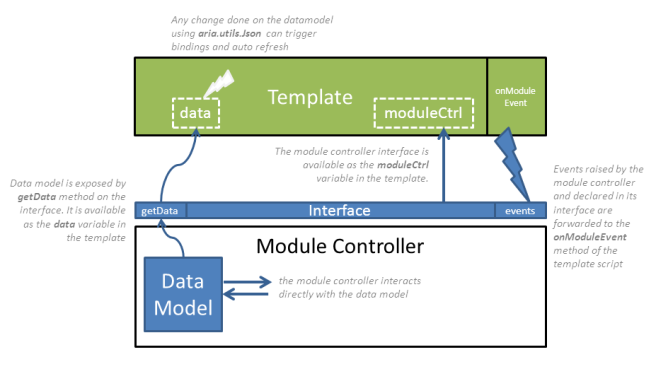 Any change done on the datamodel
using aria.utils.Json can trigger
bindings and auto refresh
Template
data
moduleCtrl
onModule
Event
The module controller interface is
available as the moduleCtrl
variable in the template.
Data model is exposed by
getData method on the
interface. It is available
as the data variable in
the template
Events raised by the
module controller
and declared in its
interface are
forwarded to the
onModuleEvent
method of the
template script
getData
Interface
events
Module Controller
Data
Model
the module controller interacts
directly with the data model